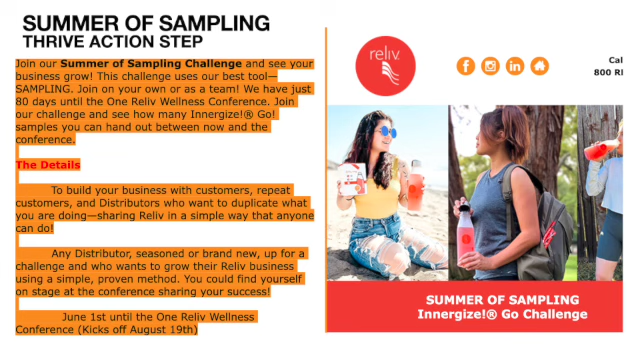 SUMMER OF SAMPLING
THRIVE ACTION STEP
Join our Summer of Sampling Challenge and see your
business grow! This challenge uses our best tool—
SAMPLING. Join on your own or as a team! We have just
80 days until the One Reliv Wellness Conference. Join
our challenge and see how many Innergize!® Go!
samples you can hand out between now and the
conference.
The Details
To build your business with customers, repeat
customers, and Distributors who want to duplicate what
you are doing—sharing Reliv in a simple way that anyone
can do!
Any Distributor, seasoned or brand new, up for a
challenge and who wants to grow their Reliv business
using a simple, proven method. You could find yourself
on stage at the conference sharing your success!
June 1st until the One Reliv Wellness
Conference (Kicks off August 19th)
reliv
Cal
800 RI
SUMMER OF SAMPLING
Innergize!® Go Challenge